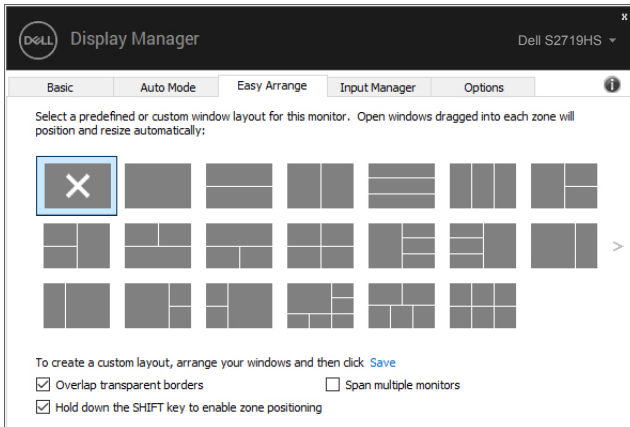 x
DELL Display Manager Dell S2719HS
Basic Auto Mode Easy Arrange Input Manager Options i
Select a predefined or custom window layout for this monitor. Open windows dragged into each zone will
position and resize automatically:
>
To create a custom layout, arrange your windows and then click Save
Overlap transparent borders Span multiple monitors
Hold down the SHIFT key to enable zone positioning